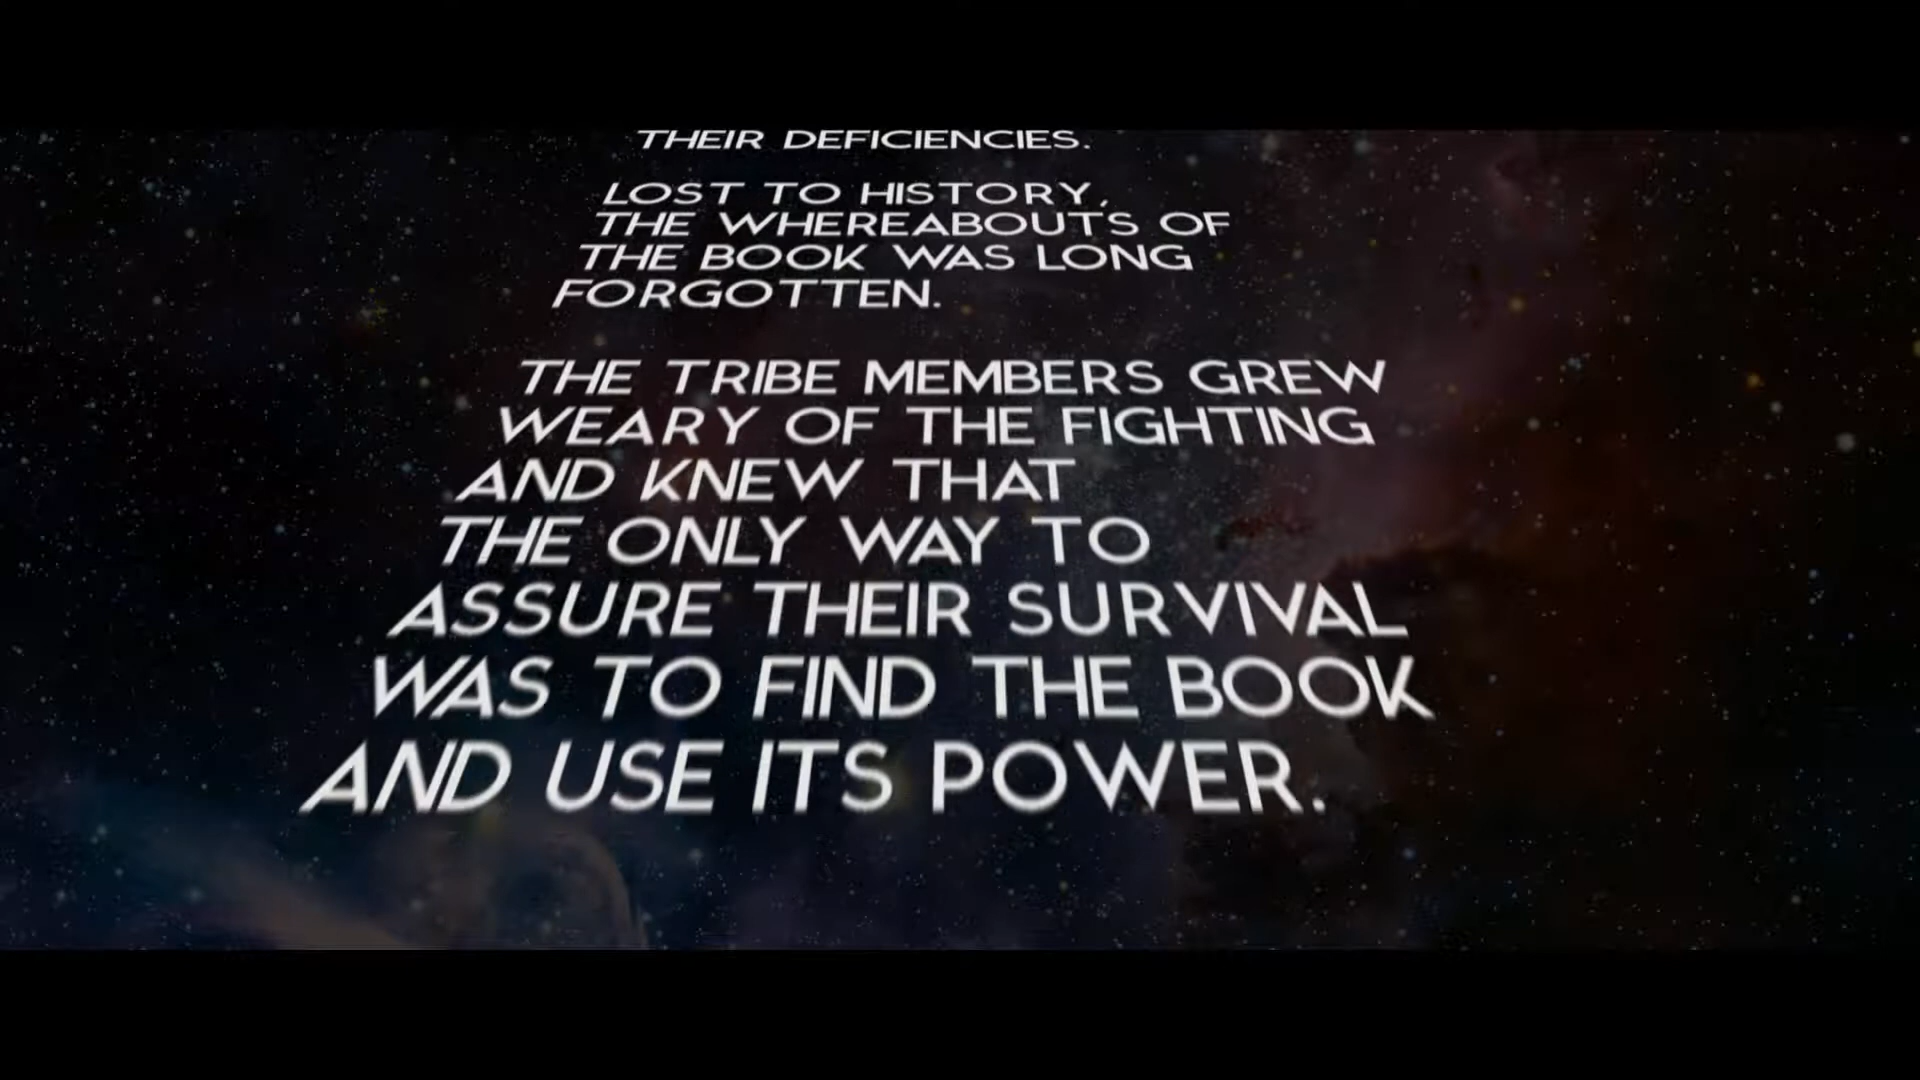 THEIR DEFICIENCIES.
LOST TO HISTORY,
THE WHEREABOUTS OF
THE BOOK WAS LONG
FORGOTTEN.
THE TRIBE MEMBERS GREW
WEARY OF THE FIGHTING
AND KNEW THAT
THE ONLY WAY TO
ASSURE THEIR SURVIVAL
WAS TO FIND THE BOOK
AND USE ITS POWER.